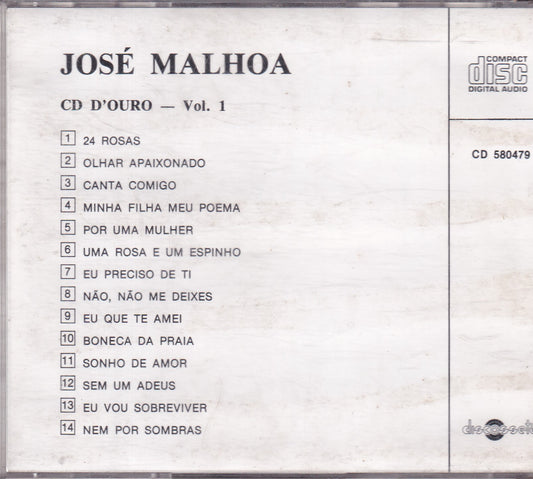 JOSÉ MALHOA
CD D'OURO — Vol. 1
1 24 ROSAS
2 OLHAR APAIXONADO
3 CANTA COMIGO
4 MINHA FILHA MEU POEMA
5 POR UMA MULHER
6 UMA ROSA E UM ESPINHO
7 EU PRECISO DE TI
8 NÃO, NÃO ME DEIXES
9 EU QUE TE AMEI
10 BONECA DA PRAIA
11 SONHO DE AMOR
12 SEM UM ADEUS
13 EU VOU SOBREVIVER
14 NEM POR SOMBRAS
COMPACT
disc
DIGITAL AUDIO
CD 580479